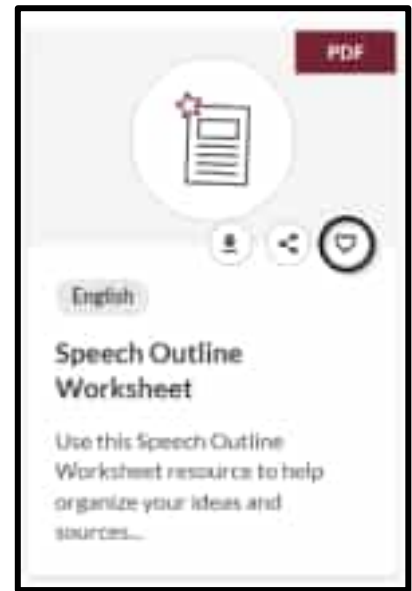 PDF
English
Speech Outline
Worksheet
Use this Speech Outline
Worksheet resource to help
organize your ideas and
sources...